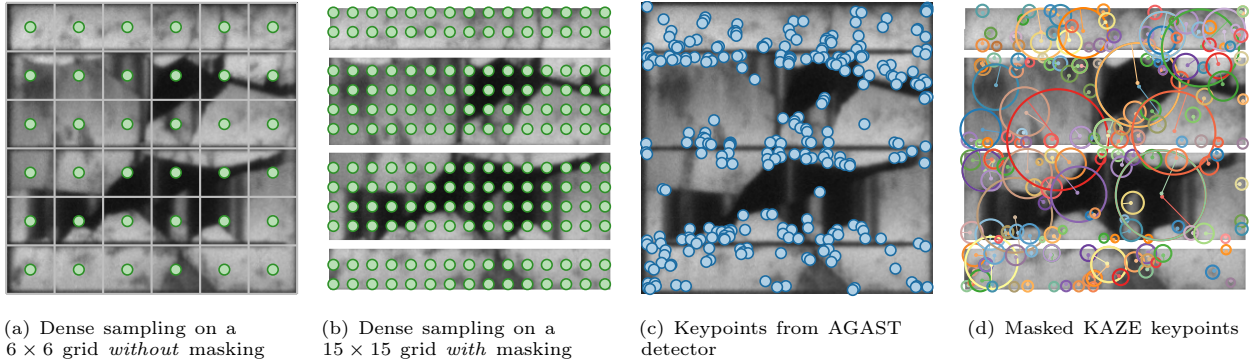 (a) Dense sampling on a
6 × 6 grid without masking
(b) Dense sampling on a
15 × 15 grid with masking
(c) Keypoints from AGAST
detector
(d) Masked KAZE keypoints